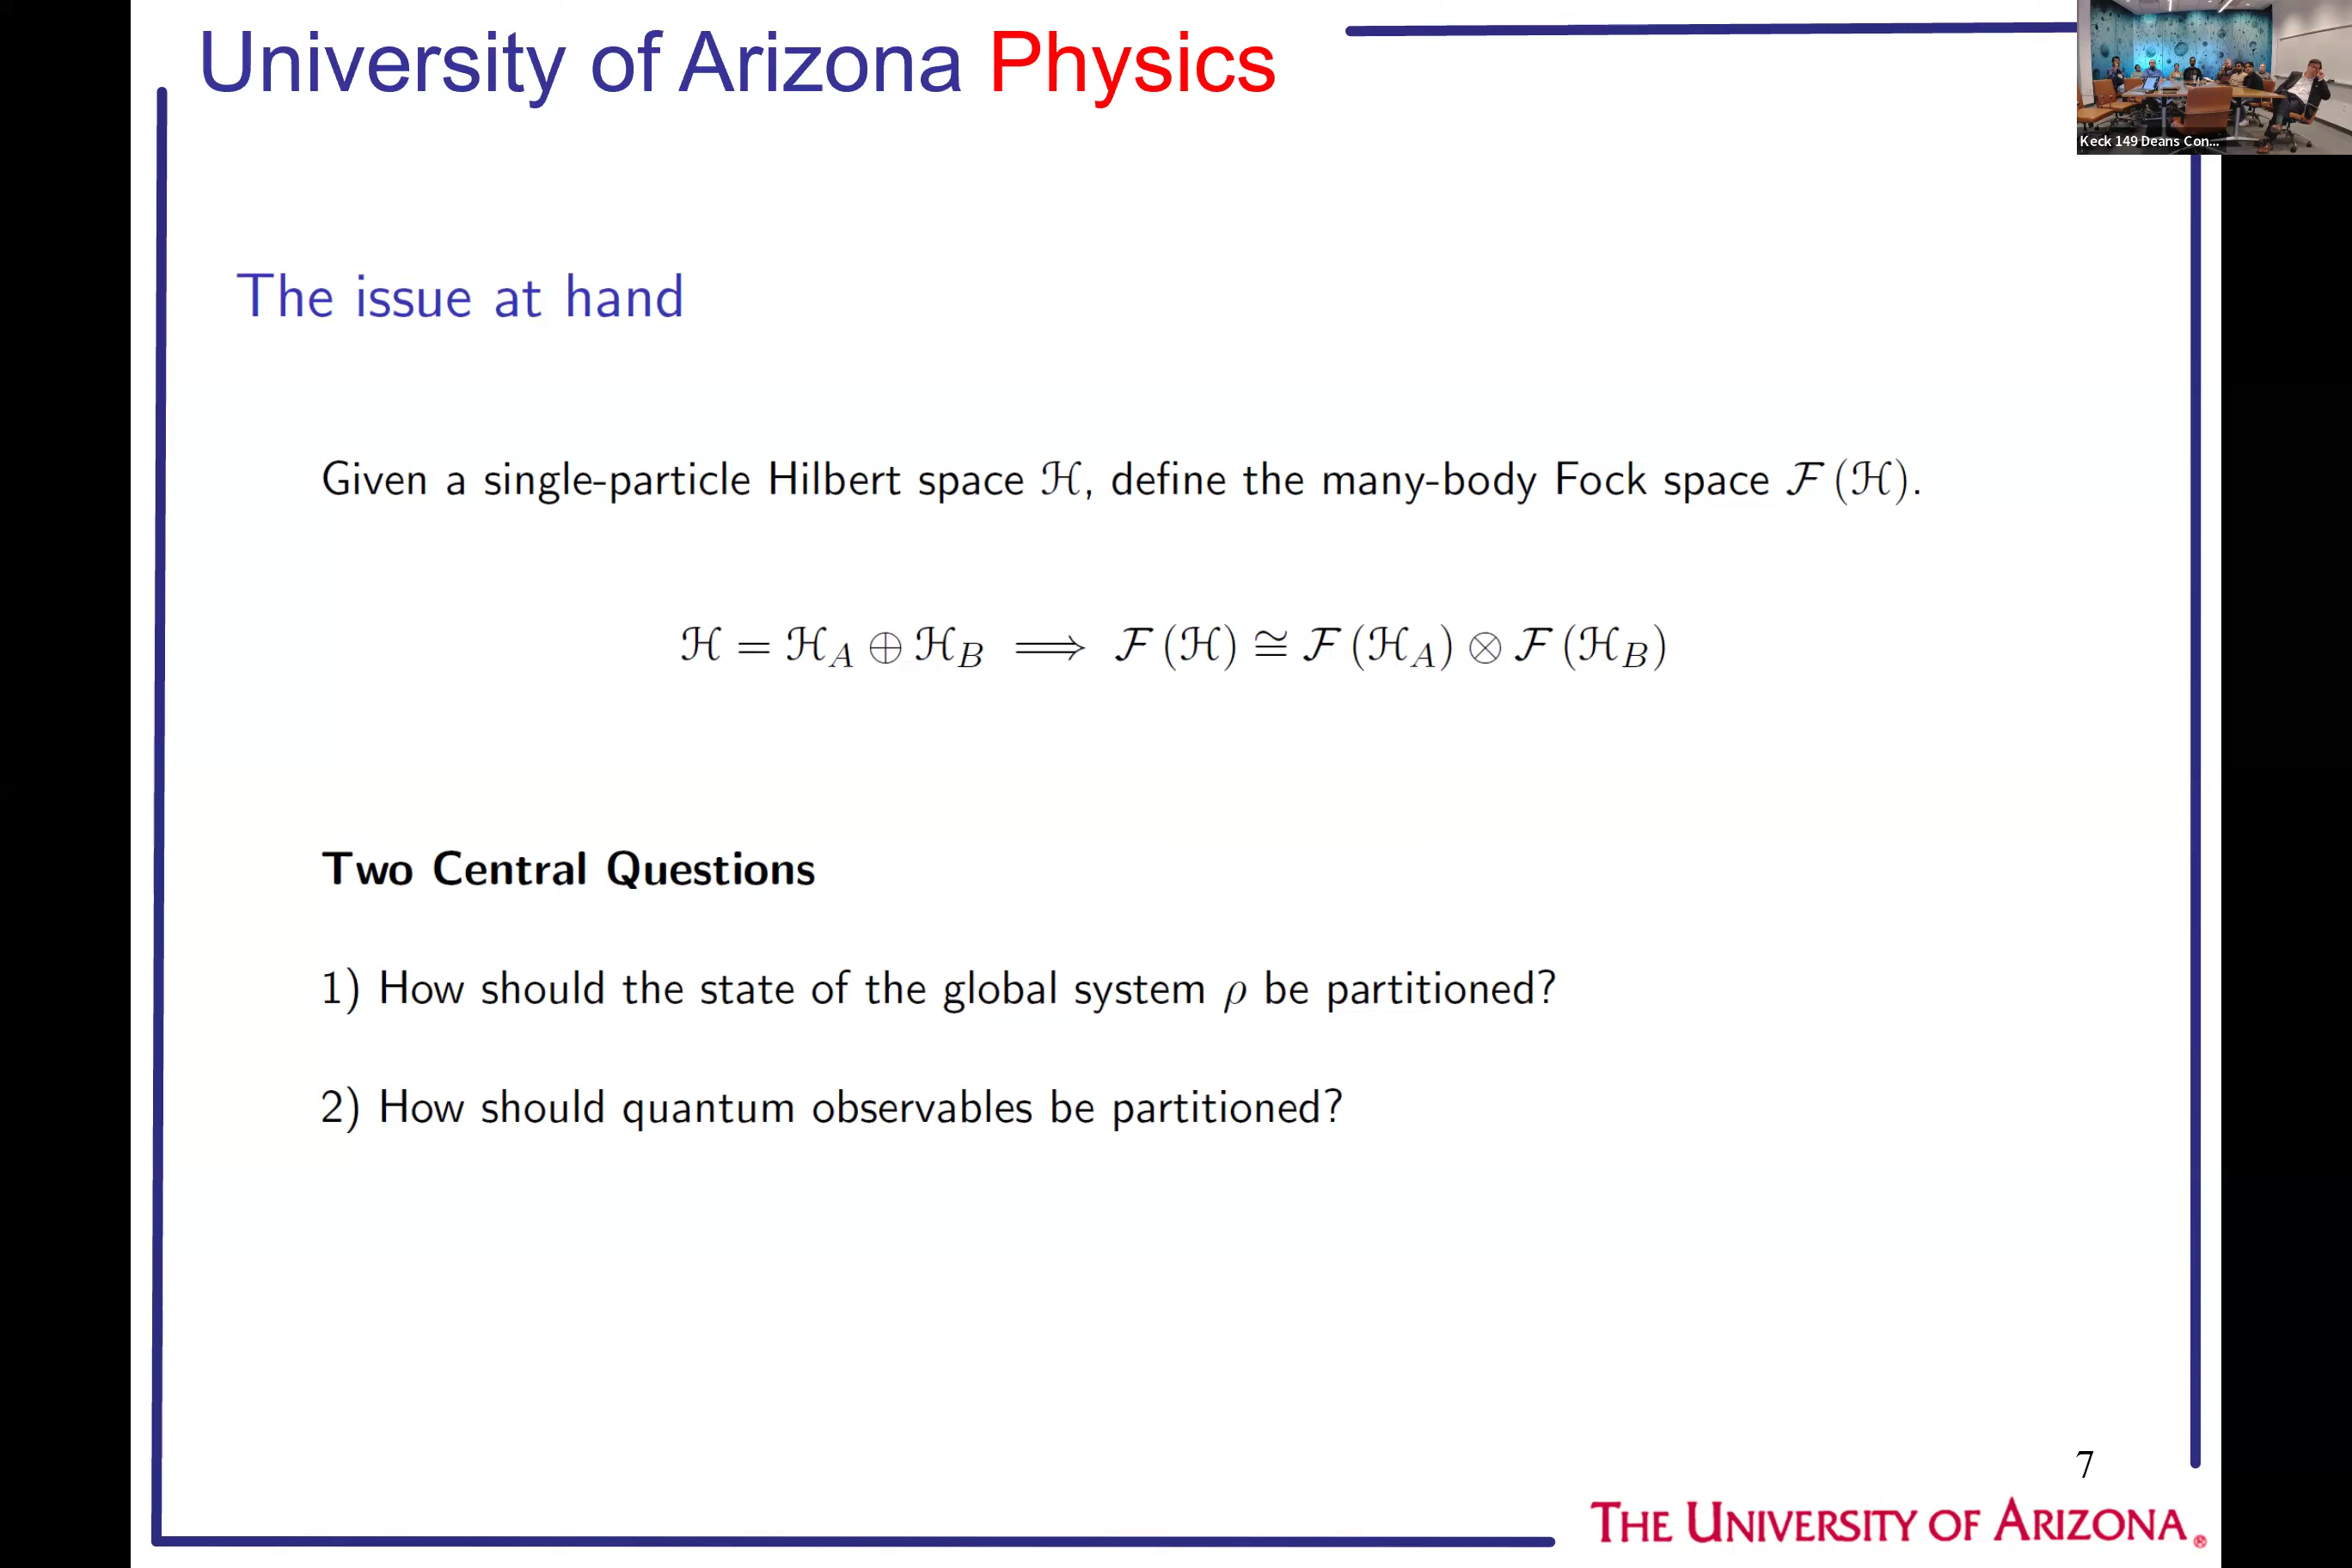 University of Arizona Physics
Keck 149 Deans Con...
The issue at hand
Given a single-particle Hilbert space ℋ, define the many-body Fock space ℱ (ℋ).
ℋ = ℋ_A ⊕ ℋ_B ⟹ ℱ (ℋ) ≅ ℱ (ℋ_A) ⊗ ℱ (ℋ_B)
Two Central Questions
1) How should the state of the global system ρ be partitioned?
2) How should quantum observables be partitioned?
7
THE UNIVERSITY OF ARIZONA®